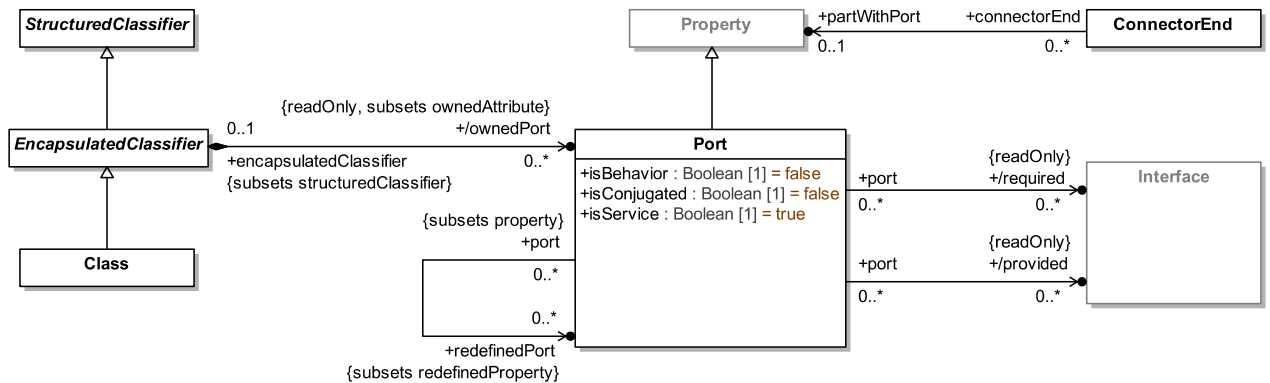 StructuredClassifier
Property
+partWithPort
+connectorEnd
0..1
0..*
ConnectorEnd
{readOnly, subsets ownedAttribute}
0..1
+/ownedPort
EncapsulatedClassifier
+encapsulatedClassifier
0..*
{subsets structuredClassifier}
Port
+isBehavior : Boolean [1] = false
+isConjugated : Boolean [1] = false
+isService : Boolean [1] = true
{readOnly}
+port
+/required
0..*
0..*
Interface
{subsets property}
+port
0..*
0..*
+redefinedPort
{subsets redefinedProperty}
{readOnly}
+port
+/provided
0..*
0..*
Class